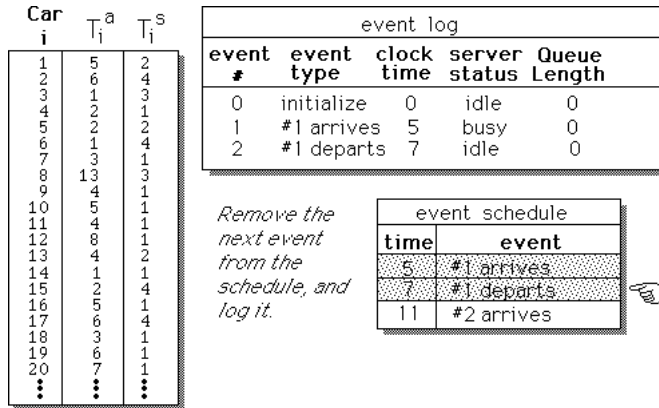 Car i Tᵢᵃ Tᵢˢ
1 5 2
2 6 4
3 1 3
4 2 1
5 2 2
6 1 4
7 3 1
8 13 3
9 4 1
10 5 1
11 4 1
12 8 1
13 4 2
14 1 1
15 2 4
16 5 1
17 6 4
18 3 1
19 6 1
20 7 1
event log
event # event type clock time server status Queue Length
0 initialize 0 idle 0
1 #1 arrives 5 busy 0
2 #1 departs 7 idle 0
Remove the
next event
from the
schedule, and
log it.
event schedule
time event
5 #1 arrives
7 #1 departs
11 #2 arrives